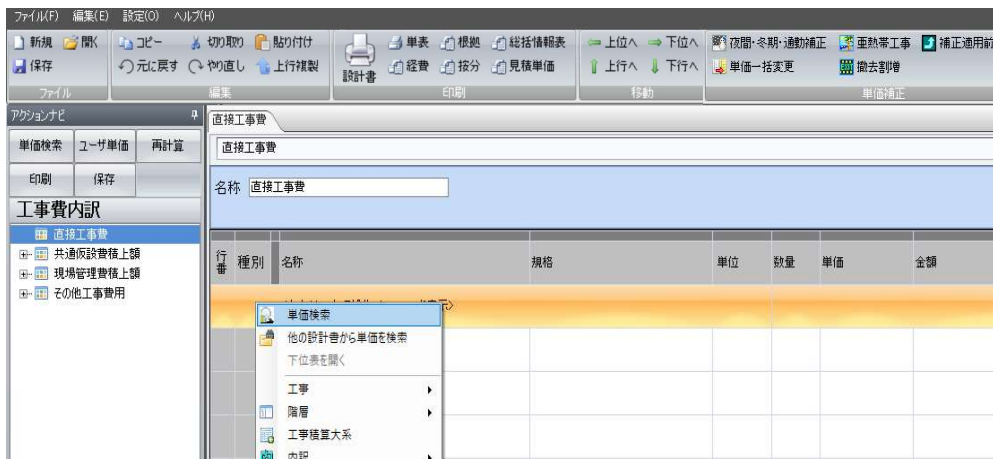 ファイル(F) 編集(E) 設定(O) ヘルプ(H)
新規 開く コピー 切り取り 貼り付け 単表 根拠 総括情報表 上位へ 下位へ 夜間・冬期・通勤補正 亜熱帯工事 補正適用前
保存 元に戻す やり直し 上行複製 設計書 経費 按分 見積単価 上行へ 下行へ 単価一括変更 撤去割増
ファイル 編集 印刷 移動 単価補正
アクションナビ 直接工事費
単価検索 ユーザ単価 再計算 直接工事費
印刷 保存 名称 直接工事費
工事費内訳
直接工事費
共通仮設費積上額
現場管理費積上額
その他工事費用
行番 種別 名称 規格 単位 数量 単価 金額
単価検索
他の設計書から単価を検索
下位表を開く
工事
階層
工事積算大系
内訳